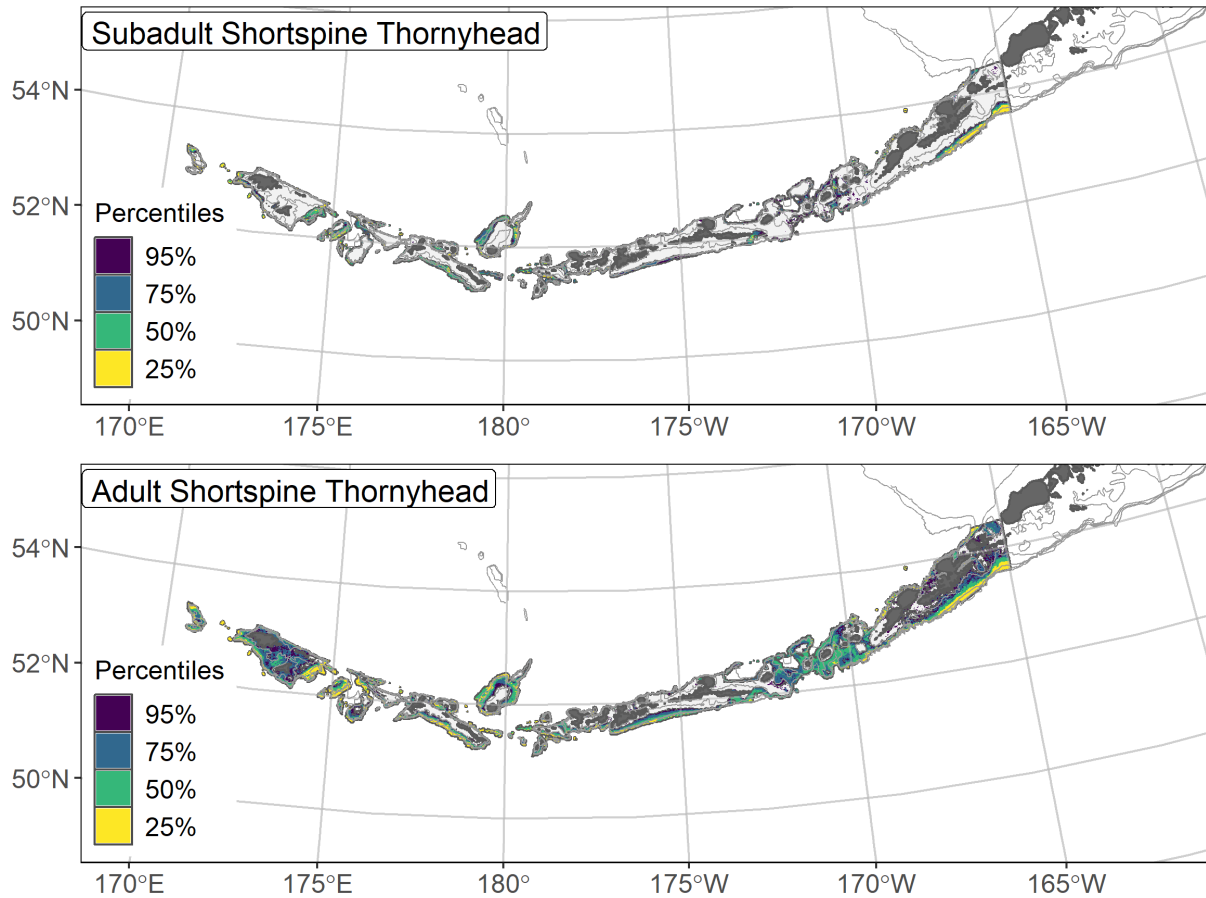 Subadult Shortspine Thornyhead
54°N
52°N
50°N
Percentiles
95%
75%
50%
25%
170°E
175°E
180°
175°W
170°W
165°W
Adult Shortspine Thornyhead
54°N
52°N
50°N
Percentiles
95%
75%
50%
25%
170°E
175°E
180°
175°W
170°W
165°W